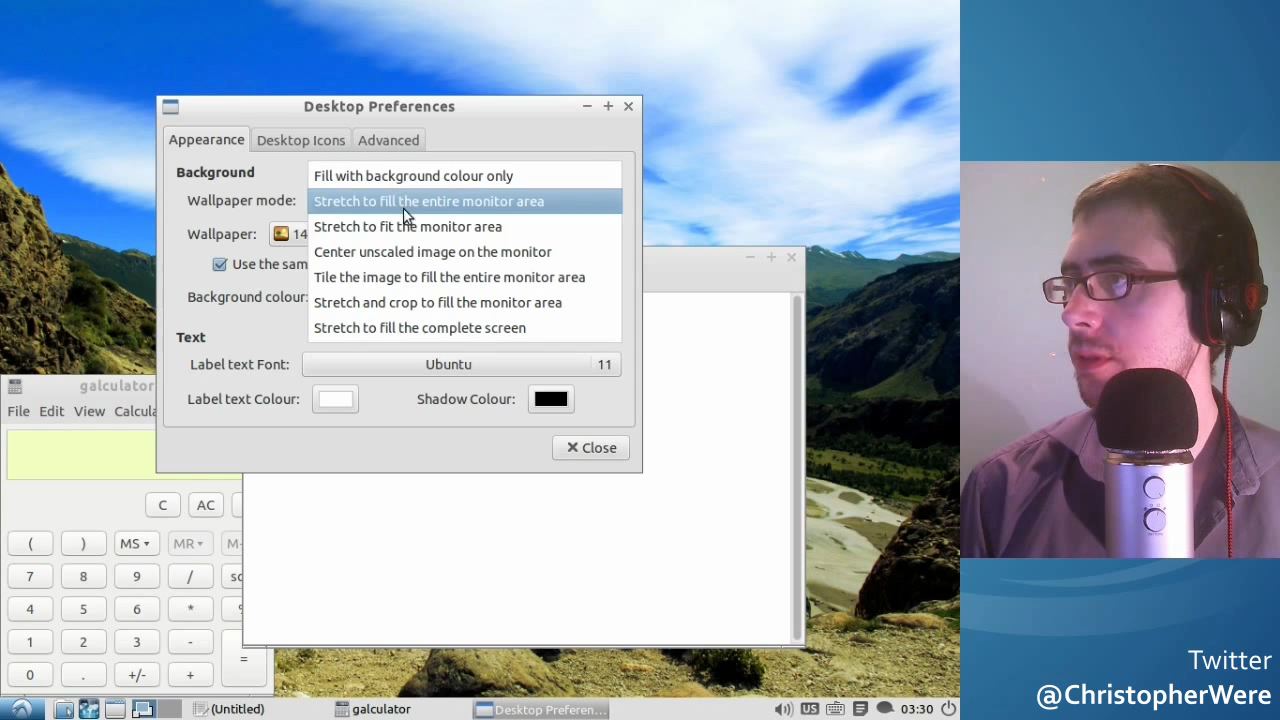 Desktop Preferences
Appearance
Desktop Icons
Advanced
Background
Fill with background colour only
Wallpaper mode:
Stretch to fill the entire monitor area
Stretch to fit the monitor area
Wallpaper:
14
Center unscaled image on the monitor
Use the sam
Tile the image to fill the entire monitor area
Background colour:
Stretch and crop to fill the monitor area
Stretch to fill the complete screen
Text
Label text Font:
Ubuntu
11
Label text Colour:
Shadow Colour:
Close
galculator
File Edit View Calcula
C AC
( ) MS MR M-
7 8 9 /
4 5 6 *
1 2 3 -
0 . +/- + =
(Untitled)
galculator
Desktop Preferen...
US
03:30
Twitter
@ChristopherWere